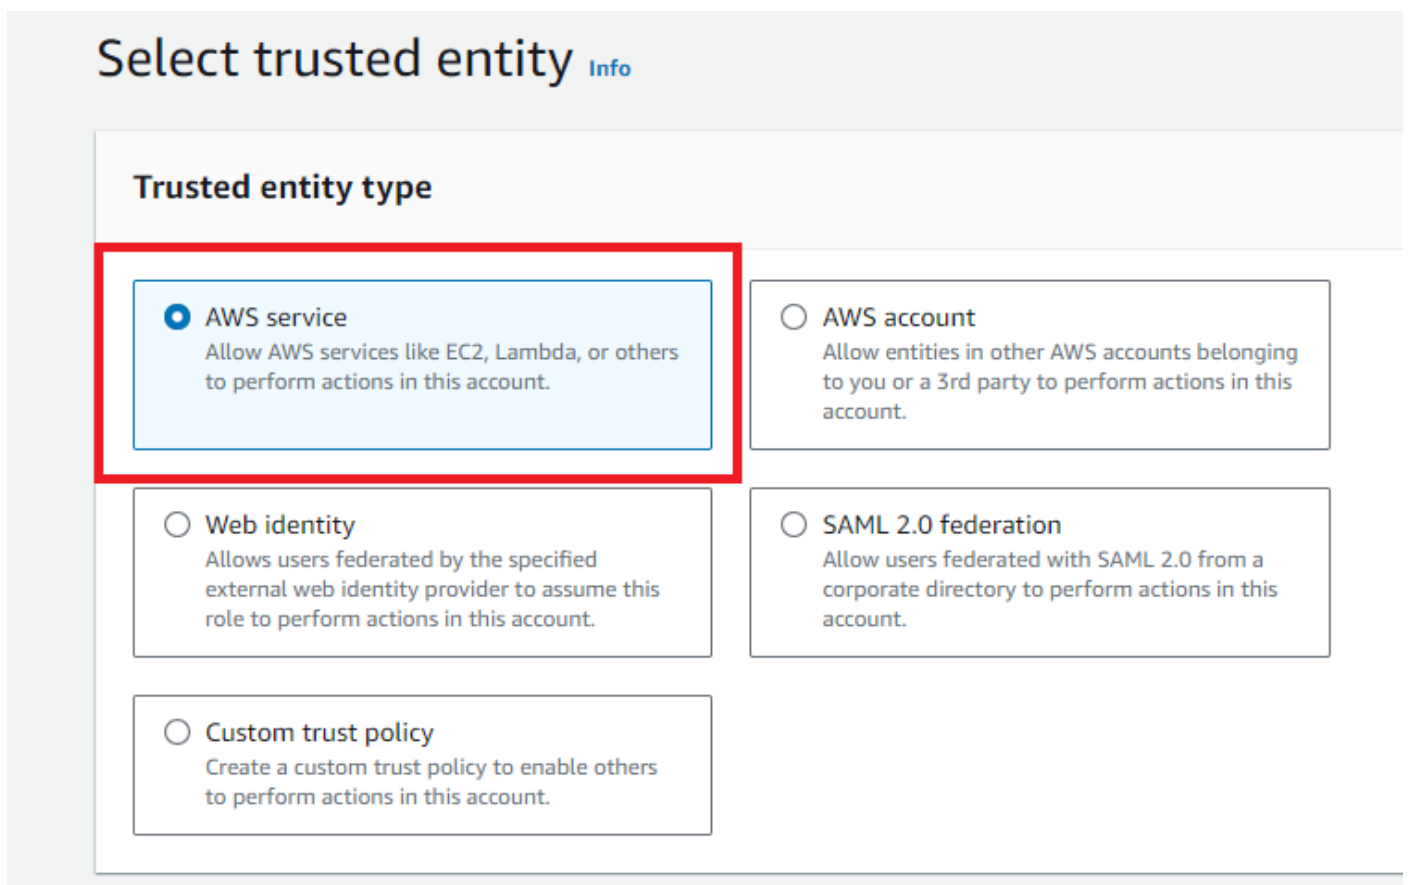 Select trusted entity Info
Trusted entity type
AWS service
Allow AWS services like EC2, Lambda, or others
to perform actions in this account.
AWS account
Allow entities in other AWS accounts belonging
to you or a 3rd party to perform actions in this
account.
Web identity
Allows users federated by the specified
external web identity provider to assume this
role to perform actions in this account.
SAML 2.0 federation
Allow users federated with SAML 2.0 from a
corporate directory to perform actions in this
account.
Custom trust policy
Create a custom trust policy to enable others
to perform actions in this account.